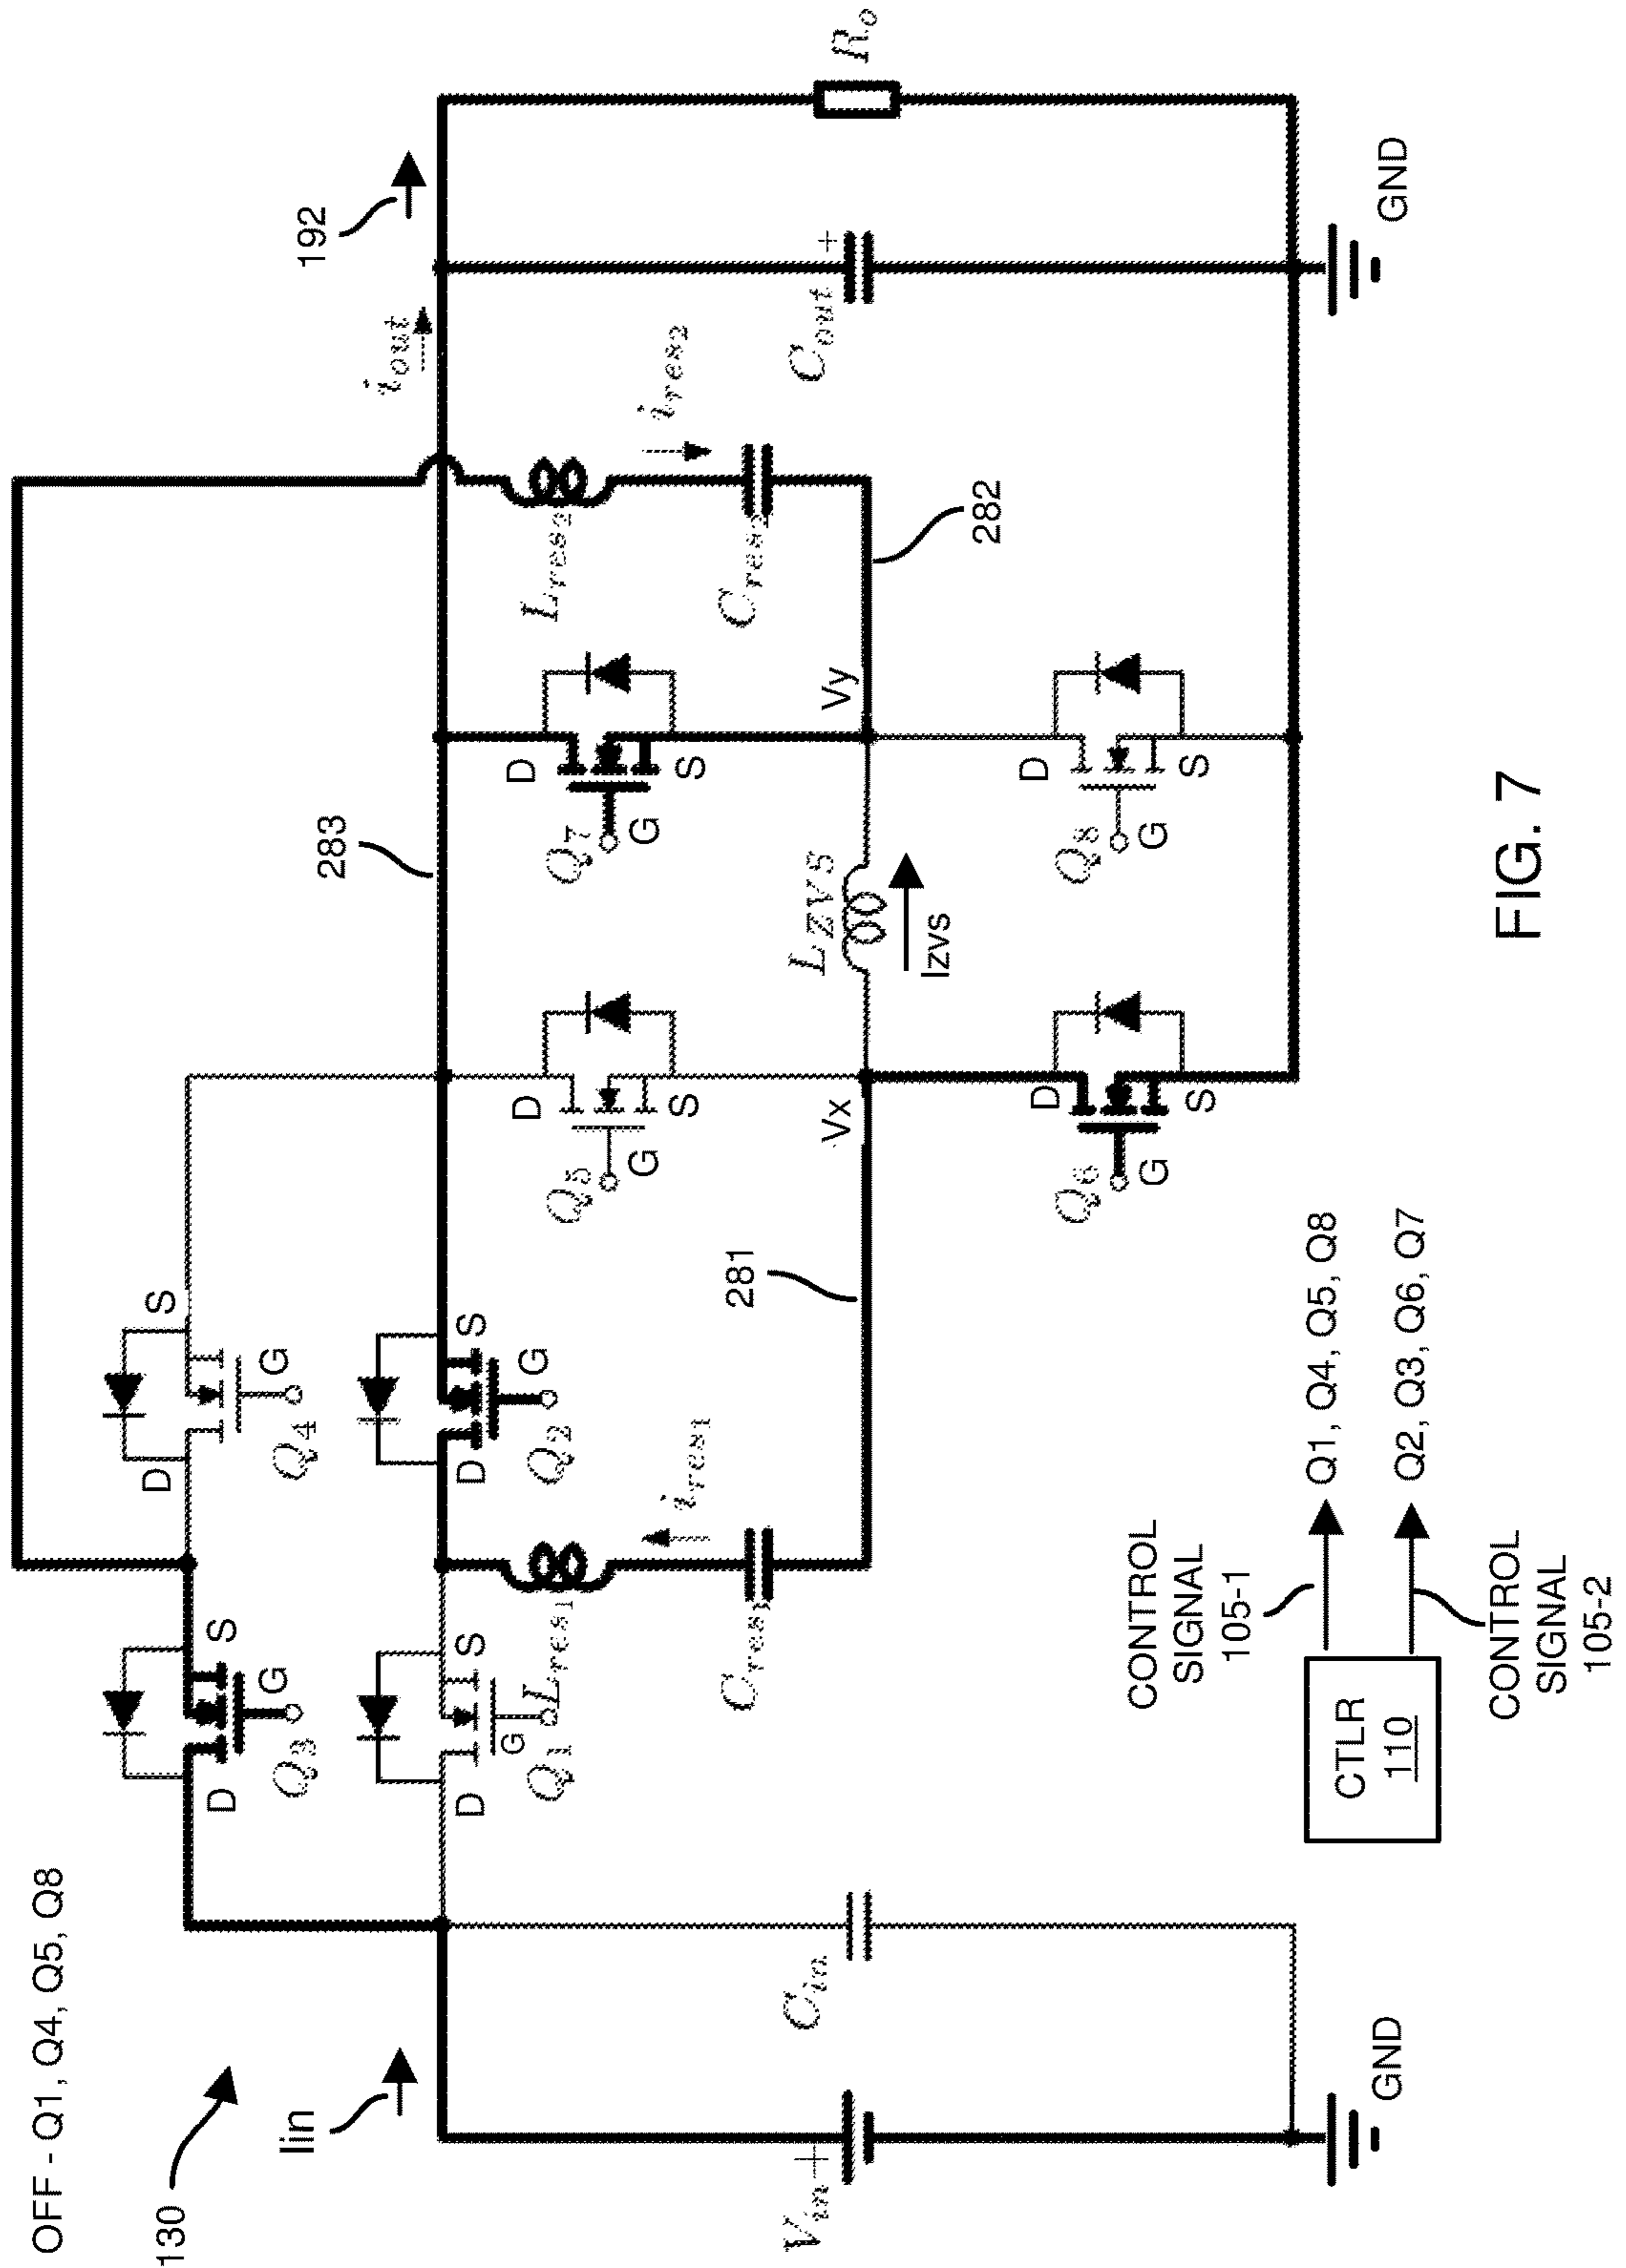 OFF - Q1, Q4, Q5, Q8
130
Iin
D
S
G
Q3
D
S
G
Q4
D
S
G
Q1
D
S
G
Q2
Lres1
ires1
Cres1
281
Vin
+
Cin
GND
283
D
S
G
Q5
D
S
G
Q7
Vx
LZVS
Izvs
Vy
D
S
G
Q6
D
S
G
Q8
282
Lres2
ires2
Cres2
iout
192
Cout
+
Ro
GND
CTLR
110
CONTROL
SIGNAL
105-1
Q1, Q4, Q5, Q8
Q2, Q3, Q6, Q7
CONTROL
SIGNAL
105-2
FIG. 7